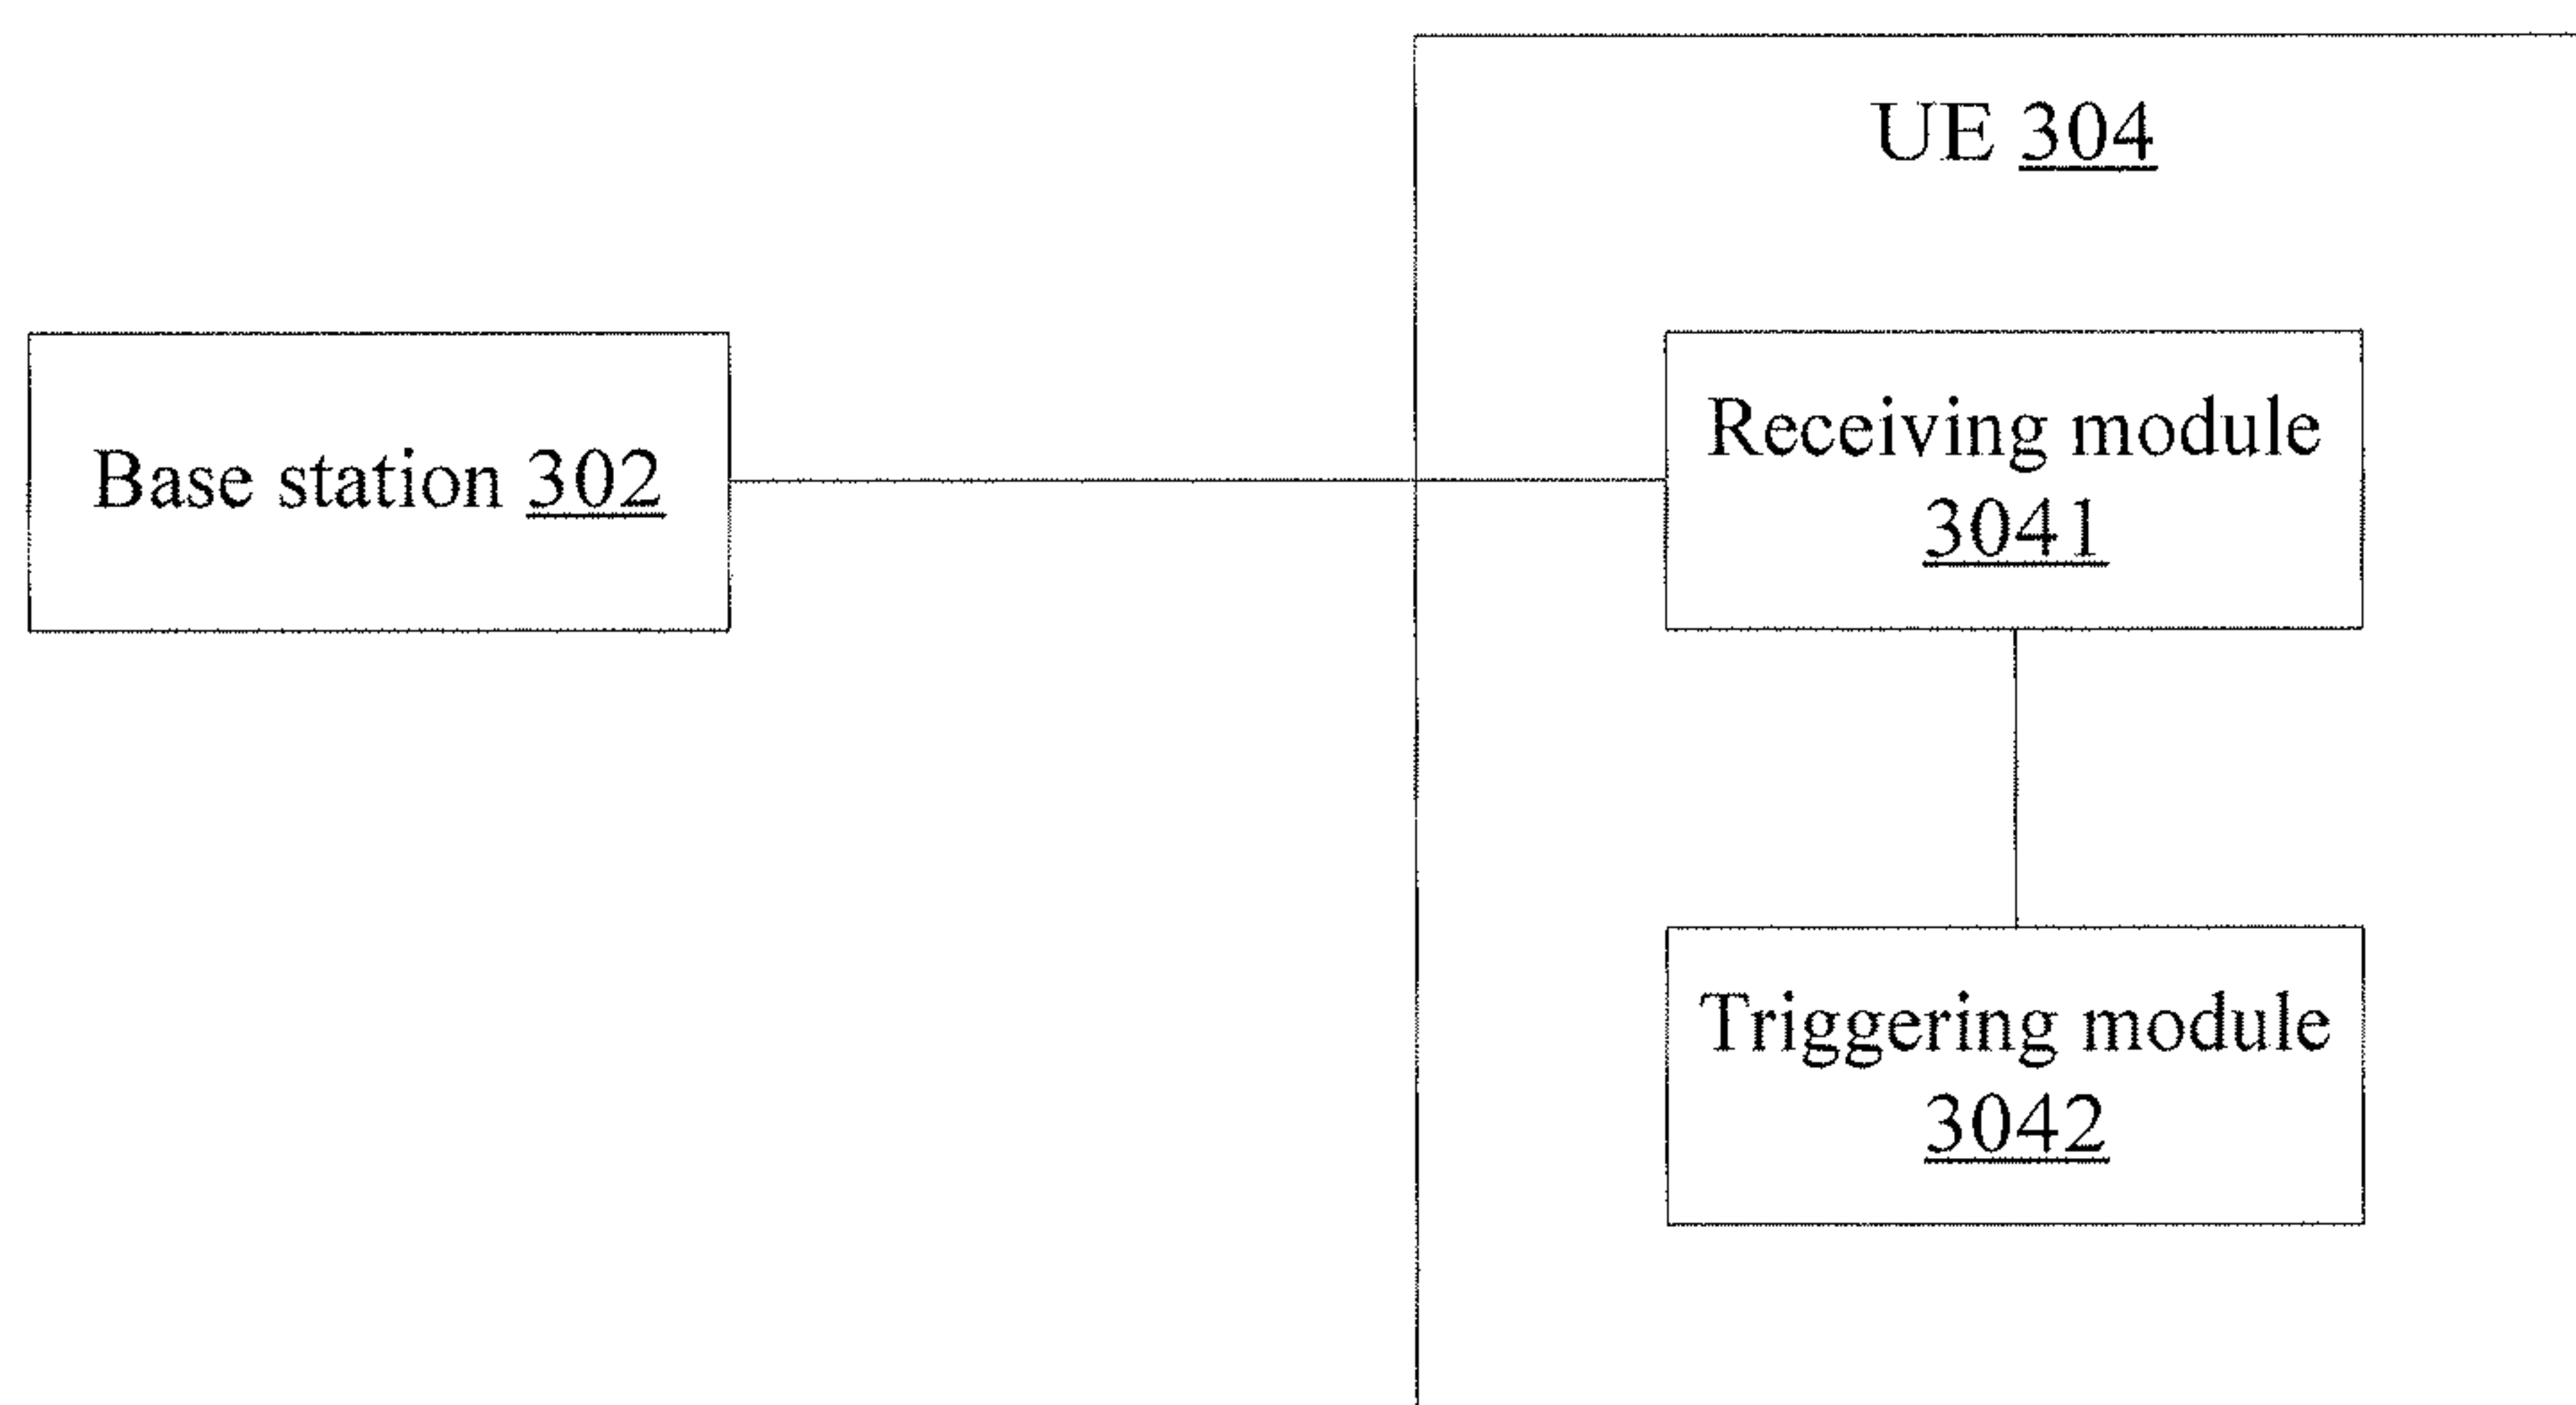 UE 304
Base station 302
Receiving module
3041
Triggering module
3042